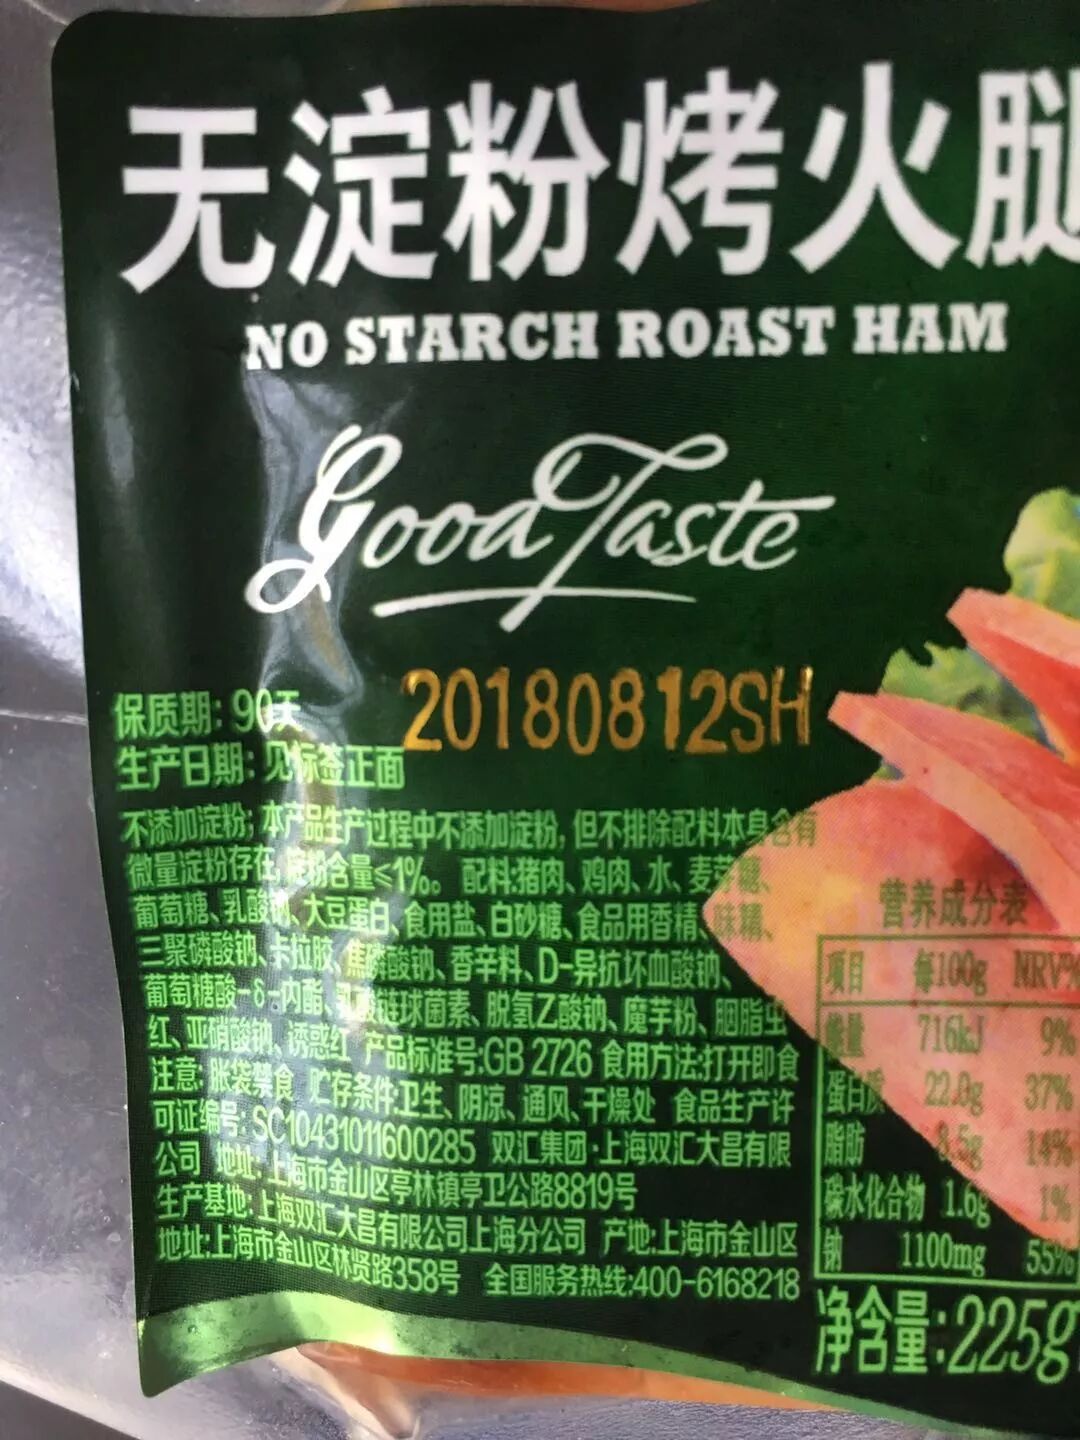 无淀粉烤火腿
NO STARCH ROAST HAM
Good Taste
保质期: 90天
20180812SH
生产日期: 见标签正面
不添加淀粉; 本产品生产过程中不添加淀粉, 但不排除配料本身含有
微量淀粉存在, 淀粉含量≤1%。 配料:猪肉、鸡肉、水、麦芽糖、
葡萄糖、乳酸钠、大豆蛋白、食用盐、白砂糖、食品用香精、味精、
三聚磷酸钠、卡拉胶、焦磷酸钠、香辛料、D-异抗坏血酸钠、
葡萄糖酸-δ-内酯、乳酸链球菌素、脱氢乙酸钠、魔芋粉、胭脂虫
红、亚硝酸钠、诱惑红 产品标准号:GB 2726 食用方法:打开即食
注意: 胀袋禁食 贮存条件:卫生、阴凉、通风、干燥处 食品生产许
可证编号: SC10431011600285 双汇集团·上海双汇大昌有限
公司 地址: 上海市金山区亭林镇亭卫公路8819号
生产基地: 上海双汇大昌有限公司上海分公司 产地:上海市金山区
地址:上海市金山区林贤路358号 全国服务热线:400-6168218
营养成分表
项目 每100g NRV%
能量 716kJ 9%
蛋白质 22.0g 37%
脂肪 8.5g 14%
碳水化合物 1.6g 1%
钠 1100mg 55%
净含量:225g